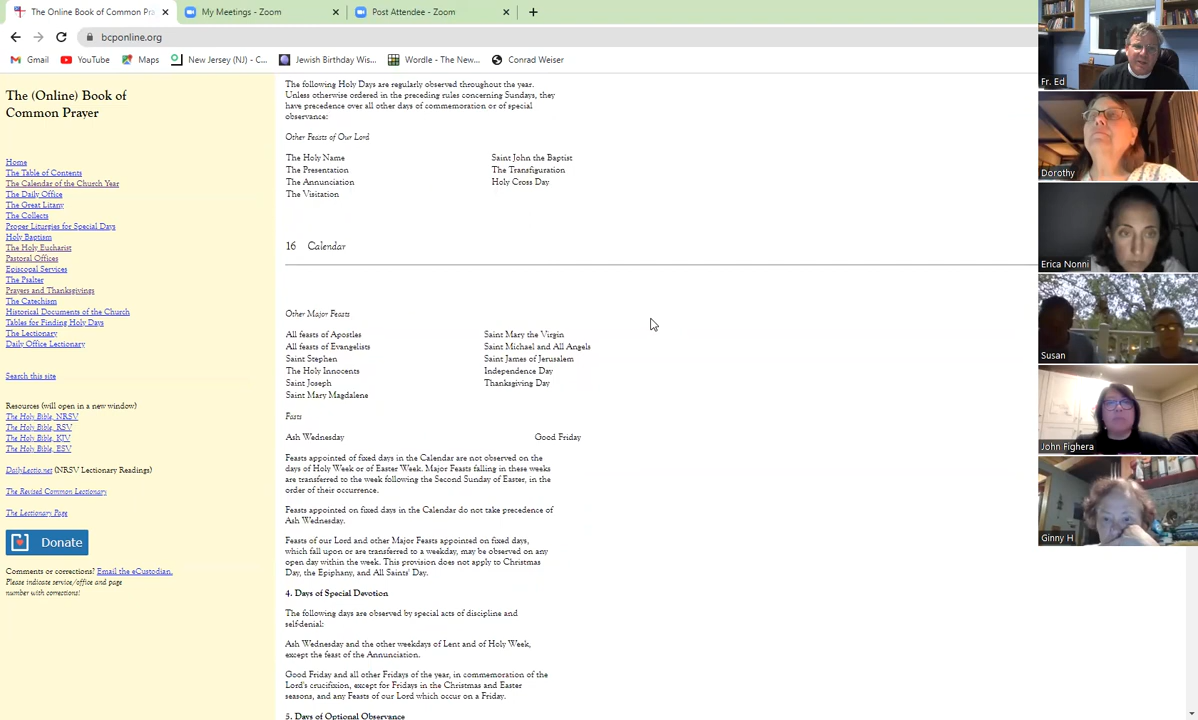 The Online Book of Common Pra
My Meetings - Zoom
Post Attendee - Zoom
bcponline.org
Gmail
YouTube
Maps
New Jersey (NJ) - C...
Jewish Birthday Wis...
Wordle - The New...
Conrad Weiser
The (Online) Book of
Common Prayer
Home
The Table of Contents
The Calendar of the Church Year
The Daily Office
The Great Litany
The Collects
Proper Liturgies for Special Days
Holy Baptism
The Holy Eucharist
Pastoral Offices
Episcopal Services
The Psalter
Prayers and Thanksgivings
The Catechism
Historical Documents of the Church
Tables for Finding Holy Days
The Lectionary
Daily Office Lectionary
Search this site
Resources (will open in a new window)
The Holy Bible, NRSV
The Holy Bible, RSV
The Holy Bible, KJV
The Holy Bible, ESV
DailyLectio.net (NRSV Lectionary Readings)
The Revised Common Lectionary
The Lectionary Page
Donate
Comments or corrections? Email the eCustodian.
Please indicate service/office and page
number with corrections!
The following Holy Days are regularly observed throughout the year.
Unless otherwise ordered in the preceding rules concerning Sundays, they
have precedence over all other days of commemoration or of special
observance:
Other Feasts of Our Lord
The Holy Name Saint John the Baptist
The Presentation The Transfiguration
The Annunciation Holy Cross Day
The Visitation
16 Calendar
Other Major Feasts
All feasts of Apostles Saint Mary the Virgin
All feasts of Evangelists Saint Michael and All Angels
Saint Stephen Saint James of Jerusalem
The Holy Innocents Independence Day
Saint Joseph Thanksgiving Day
Saint Mary Magdalene
Fasts
Ash Wednesday Good Friday
Feasts appointed of fixed days in the Calendar are not observed on the
days of Holy Week or of Easter Week. Major Feasts falling in these weeks
are transferred to the week following the Second Sunday of Easter, in the
order of their occurrence.
Feasts appointed on fixed days in the Calendar do not take precedence of
Ash Wednesday.
Feasts of our Lord and other Major Feasts appointed on fixed days,
which fall upon or are transferred to a weekday, may be observed on any
open day within the week. This provision does not apply to Christmas
Day, the Epiphany, and All Saints' Day.
4. Days of Special Devotion
The following days are observed by special acts of discipline and
self-denial:
Ash Wednesday and the other weekdays of Lent and of Holy Week,
except the feast of the Annunciation.
Good Friday and all other Fridays of the year, in commemoration of the
Lord's crucifixion, except for Fridays in the Christmas and Easter
seasons, and any Feasts of our Lord which occur on a Friday.
5. Days of Optional Observance
Fr. Ed
Dorothy
Erica Nonni
Susan
John Fighera
Ginny H